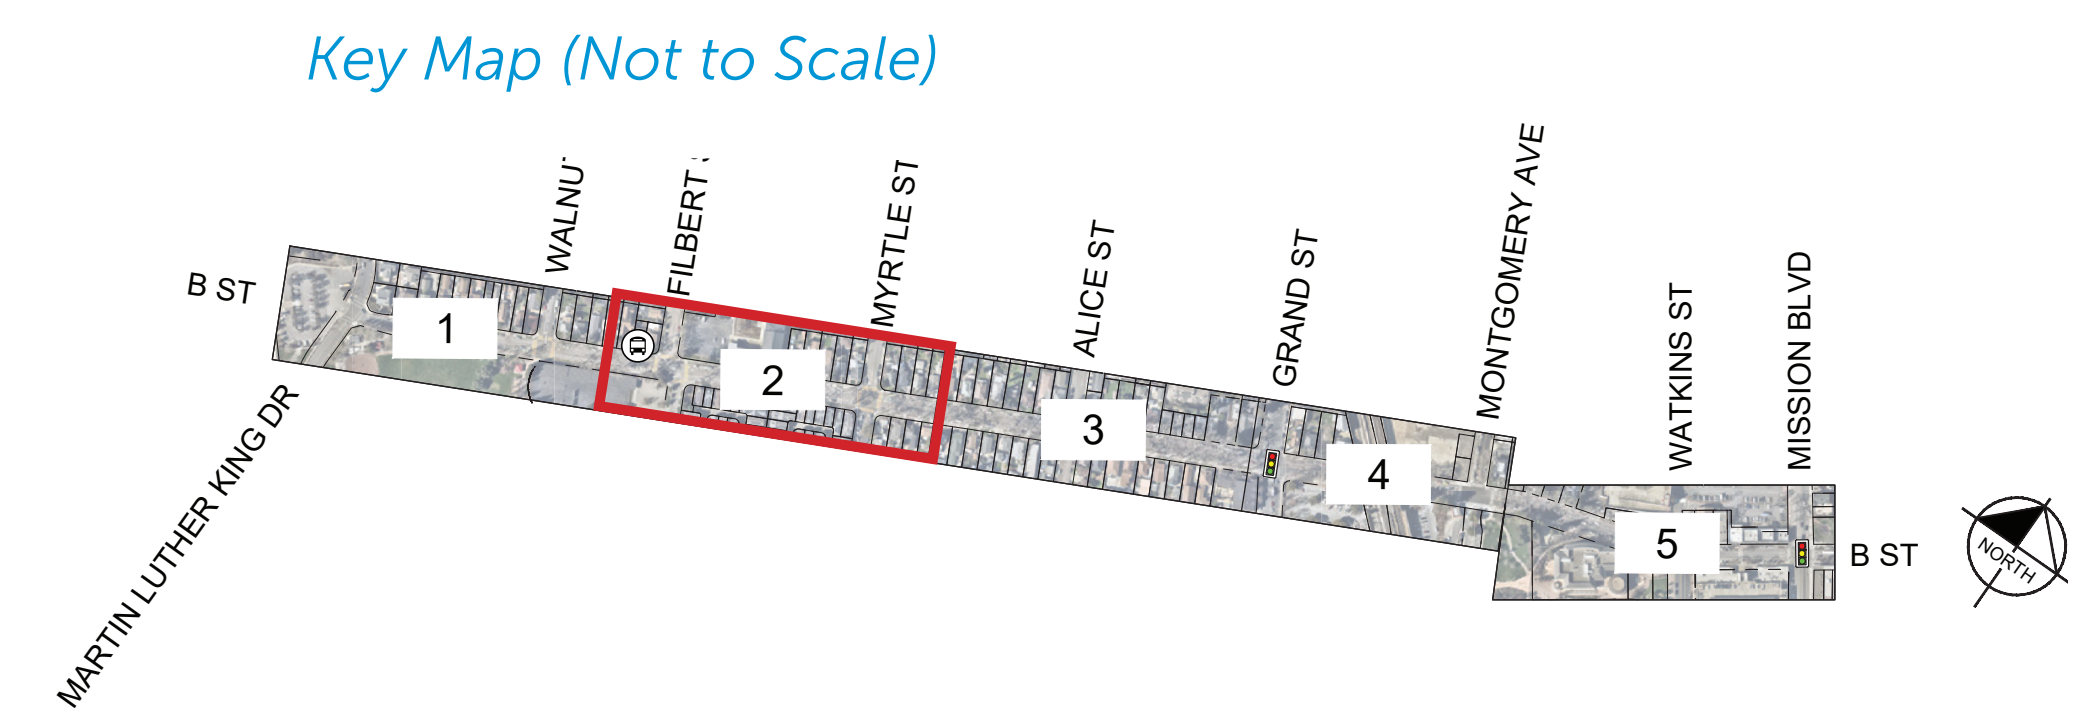 Key Map (Not to Scale)
B ST
MARTIN LUTHER KING DR
WALNUT
FILBERT S
MYRTLE ST
ALICE ST
GRAND ST
MONTGOMERY AVE
WATKINS ST
MISSION BLVD
B ST
1
2
3
4
5
NORTH